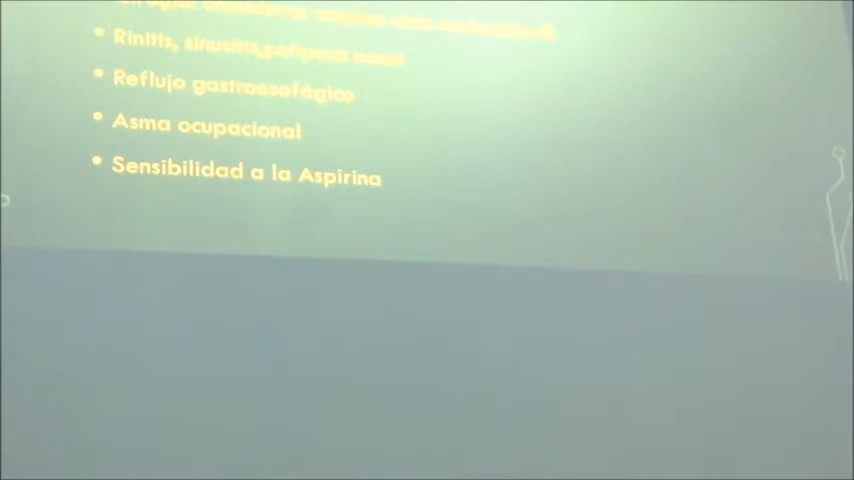 • Rinitis, sinusitis,poliposis nasal
• Reflujo gastroesofágico
• Asma ocupacional
• Sensibilidad a la Aspirina